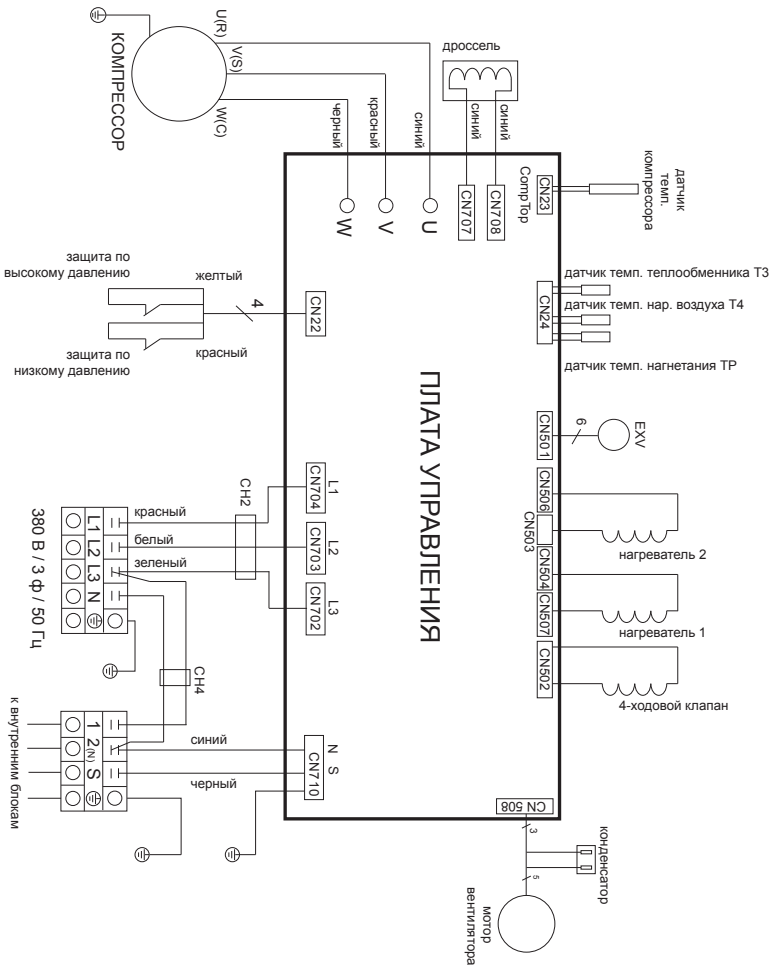 U(R)
V(S)
W(C)
КОМПРЕССОР
синий
красный
черный
дроссель
синий
синий
датчик
темп.
компрессора
CN23
CompTop
CN708
CN707
U
V
W
защита по
высокому давлению
желтый
4
CN22
красный
защита по
низкому давлению
датчик темп. теплообменника Т3
CN24
датчик темп. нар. воздуха Т4
датчик темп. нагнетания ТР
ПЛАТА УПРАВЛЕНИЯ
CN501
6
EXV
CN506
CN503
нагреватель 2
CN504
CN507
нагреватель 1
CN502
4-ходовой клапан
L1
CN704
L2
CN703
L3
CN702
CH2
красный
белый
зеленый
L1 L2 L3 N
380 В / 3 ф / 50 Гц
CH4
1 2(N) S
к внутренним блокам
синий
черный
N S
CN710
CN 508
3
5
конденсатор
мотор
вентилятора